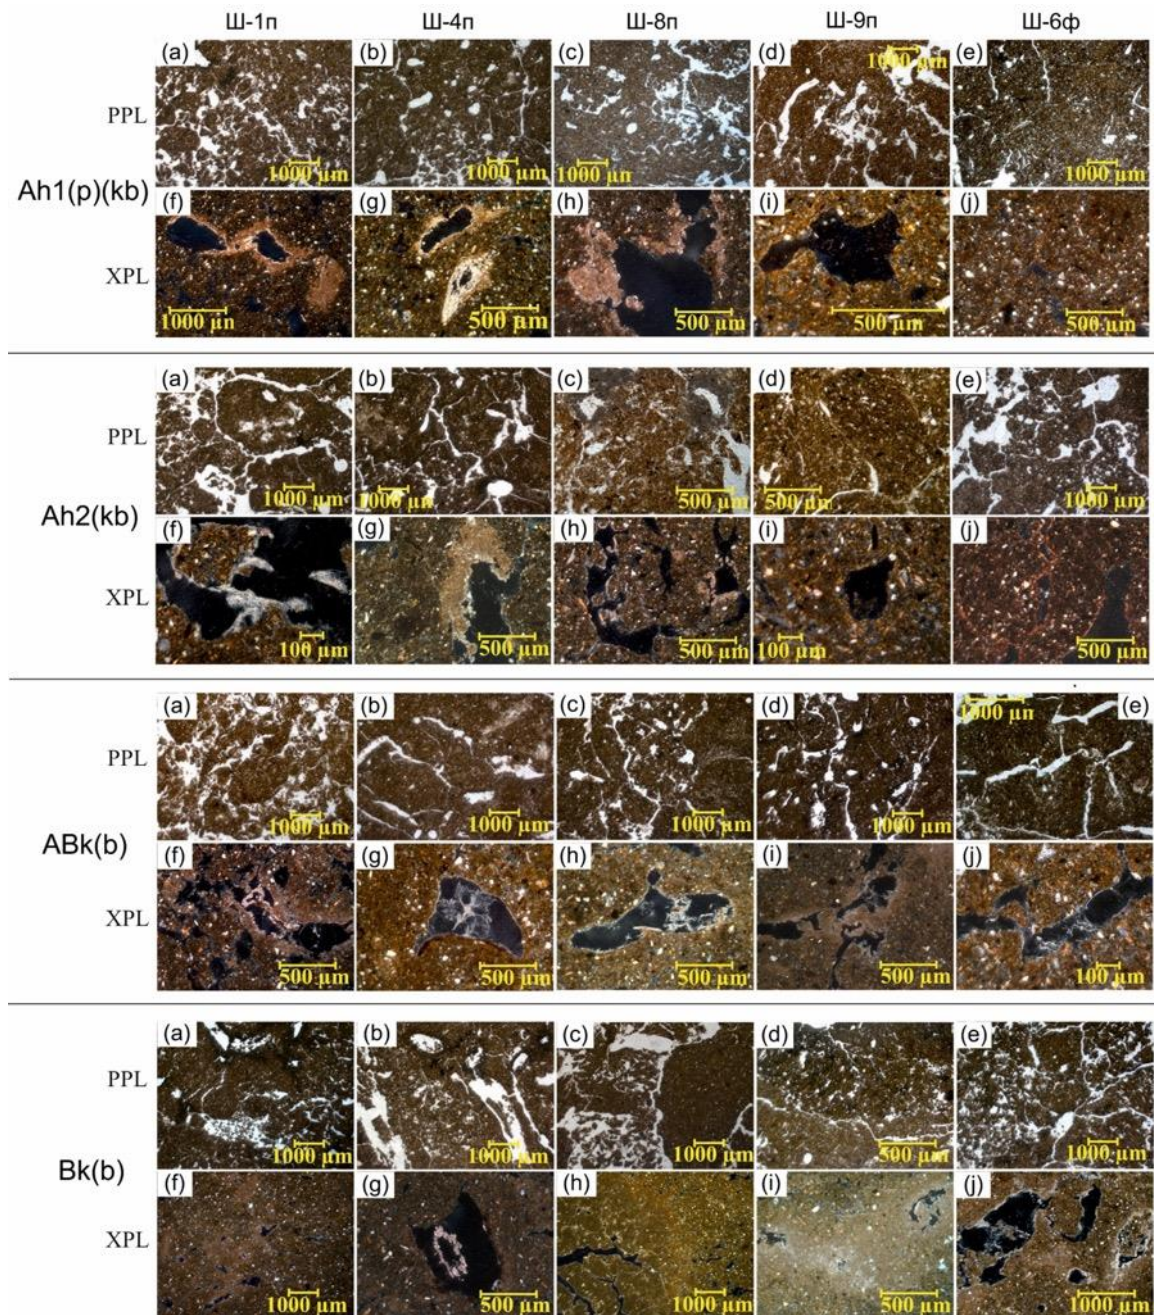 Ш-1п Ш-4п Ш-8п Ш-9п Ш-6ф
(a) (b) (c) (d) (e)
1000 µm
PPL
1000 µm 1000 µm 1000 µm 1000 µm
Ah1(p)(kb)
(f) (g) (h) (i) (j)
XPL
1000 µn 500 µm 500 µm 500 µm 500 µm
(a) (b) (c) (d) (e)
PPL
1000 µm 1000 µm 500 µm 500 µm 1000 µm
Ah2(kb)
(f) (g) (h) (i) (j)
XPL
100 µm 500 µm 500 µm 100 µm 500 µm
(a) (b) (c) (d) 1000 µn (e)
PPL
1000 µm 1000 µm 1000 µm 1000 µm
ABk(b)
(f) (g) (h) (i) (j)
XPL
500 µm 500 µm 500 µm 500 µm 100 µm
(a) (b) (c) (d) (e)
PPL
1000 µm 1000 µm 1000 µm 500 µm 1000 µm
Bk(b)
(f) (g) (h) (i) (j)
XPL
1000 µm 500 µm 1000 µm 500 µm 1000 µm